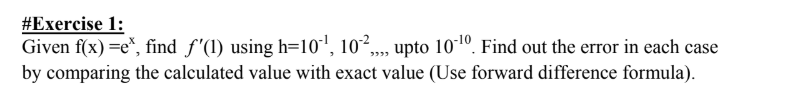 #Exercise 1:
Given f(x) =eˣ, find f′(1) using h=10⁻¹, 10⁻²,,,, upto 10⁻¹⁰. Find out the error in each case
by comparing the calculated value with exact value (Use forward difference formula).